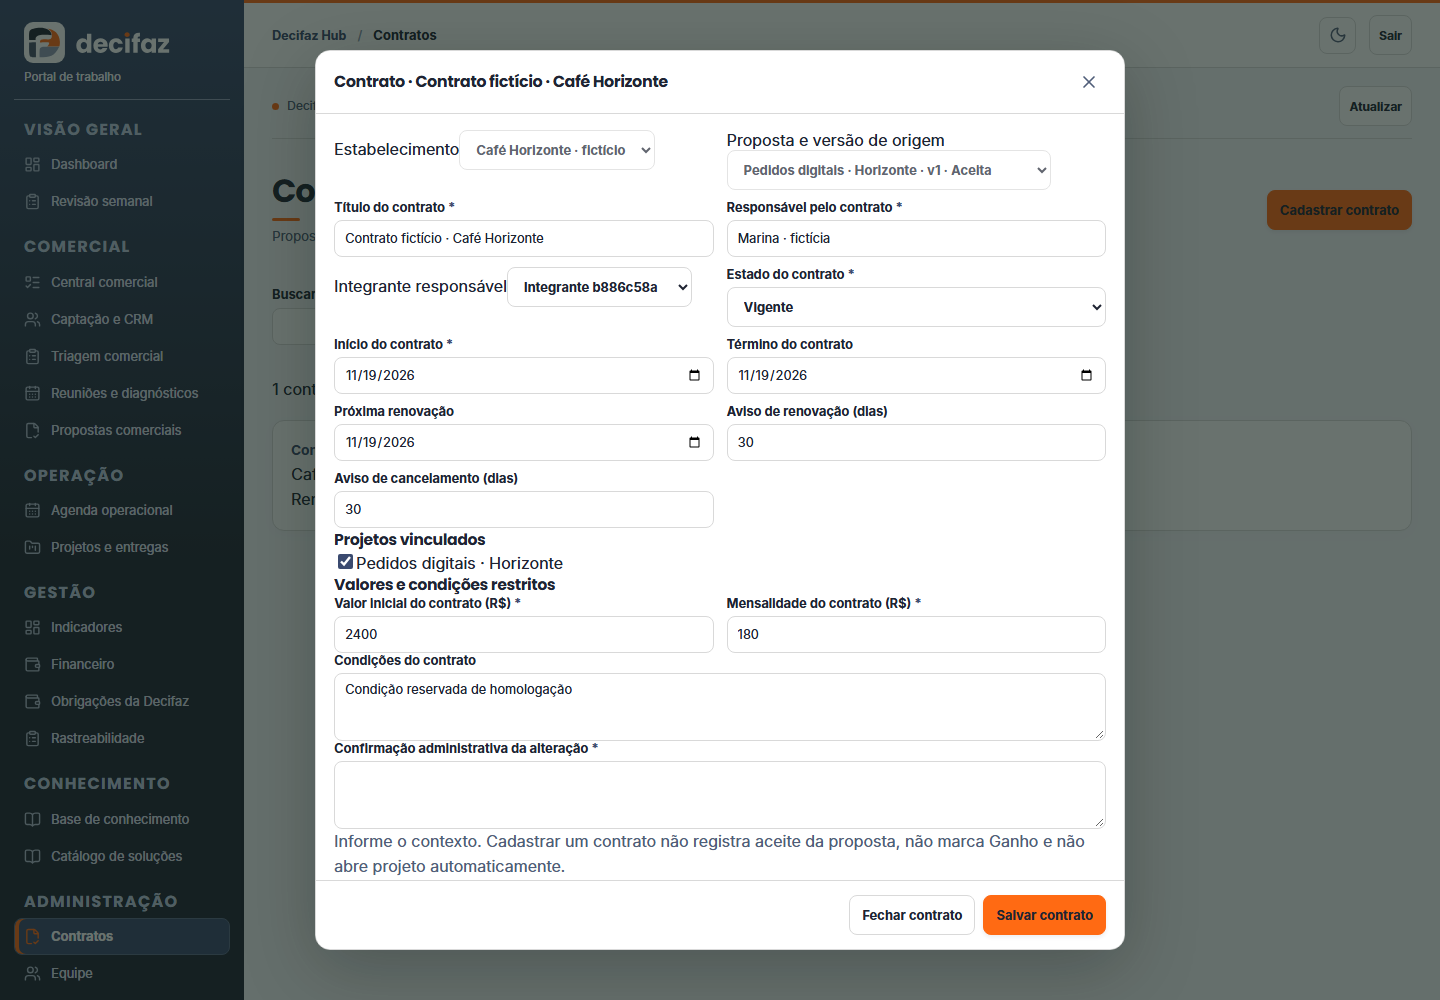 decifaz
Portal de trabalho
VISÃO GERAL
Dashboard
Revisão semanal
COMERCIAL
Central comercial
Captação e CRM
Triagem comercial
Reuniões e diagnósticos
Propostas comerciais
OPERAÇÃO
Agenda operacional
Projetos e entregas
GESTÃO
Indicadores
Financeiro
Obrigações da Decifaz
Rastreabilidade
CONHECIMENTO
Base de conhecimento
Catálogo de soluções
ADMINISTRAÇÃO
Contratos
Equipe
Decifaz Hub / Contratos
Sair
Atualizar
Cadastrar contrato
Buscar
1 cont
Contrato · Contrato fictício · Café Horizonte
Estabelecimento Café Horizonte · fictício
Proposta e versão de origem
Pedidos digitais · Horizonte · v1 · Aceita
Título do contrato *
Contrato fictício · Café Horizonte
Responsável pelo contrato *
Marina · fictícia
Integrante responsável Integrante b886c58a
Estado do contrato *
Vigente
Início do contrato *
11/19/2026
Término do contrato
11/19/2026
Próxima renovação
11/19/2026
Aviso de renovação (dias)
30
Aviso de cancelamento (dias)
30
Projetos vinculados
Pedidos digitais · Horizonte
Valores e condições restritos
Valor inicial do contrato (R$) *
2400
Mensalidade do contrato (R$) *
180
Condições do contrato
Condição reservada de homologação
Confirmação administrativa da alteração *
Informe o contexto. Cadastrar um contrato não registra aceite da proposta, não marca Ganho e não
abre projeto automaticamente.
Fechar contrato
Salvar contrato